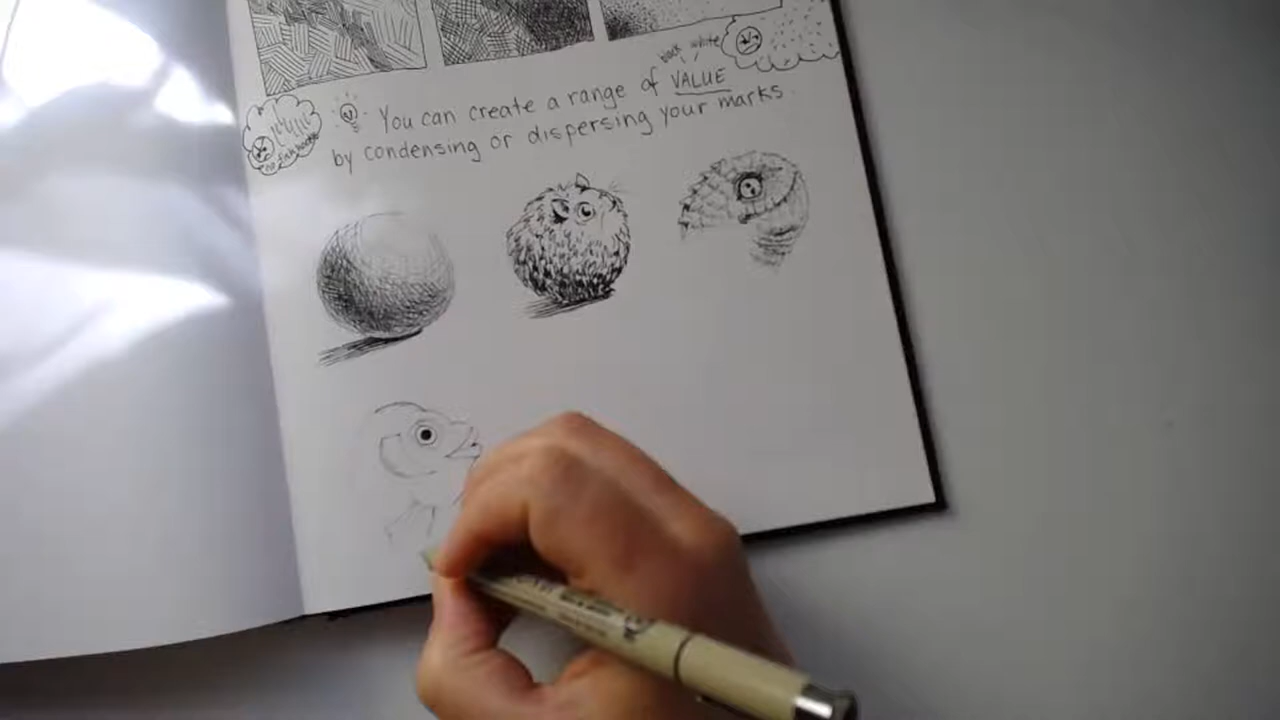 black white
You can create a range of VALUE
by condensing or dispersing your marks